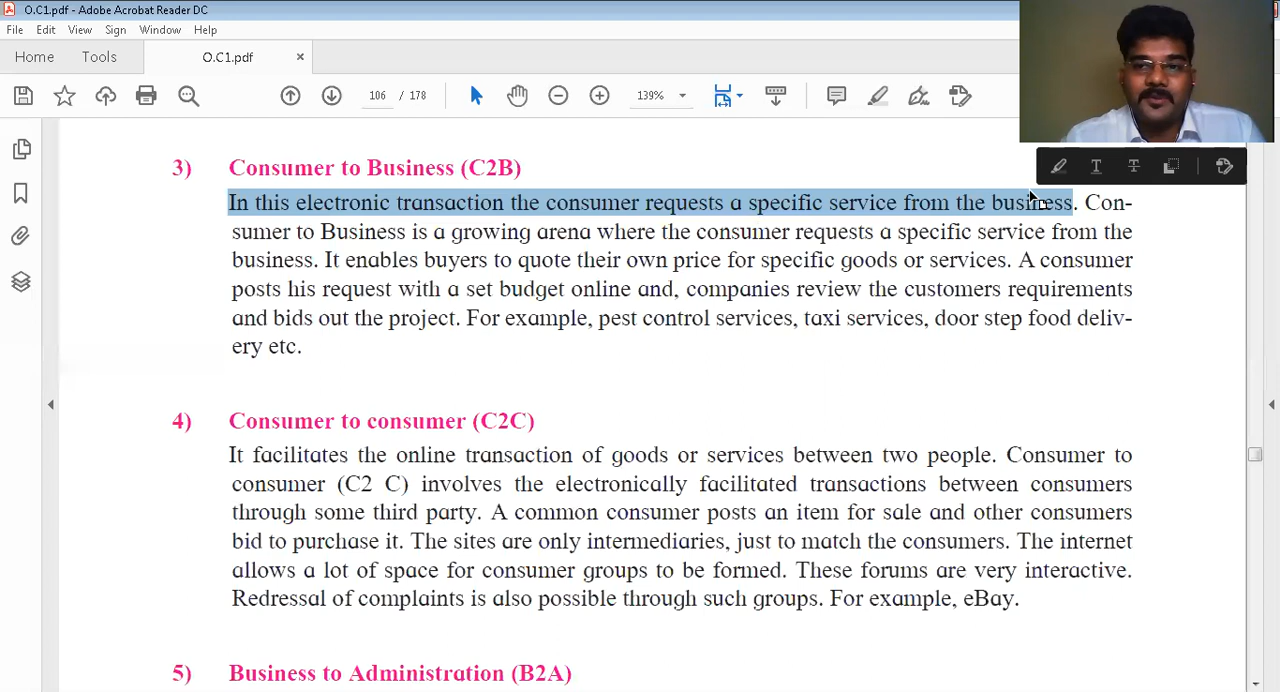 O.C1.pdf - Adobe Acrobat Reader DC
File Edit View Sign Window Help
Home Tools O.C1.pdf ×
106 / 178 139%
3) Consumer to Business (C2B)
In this electronic transaction the consumer requests a specific service from the business. Con-
sumer to Business is a growing arena where the consumer requests a specific service from the
business. It enables buyers to quote their own price for specific goods or services. A consumer
posts his request with a set budget online and, companies review the customers requirements
and bids out the project. For example, pest control services, taxi services, door step food deliv-
ery etc.
4) Consumer to consumer (C2C)
It facilitates the online transaction of goods or services between two people. Consumer to
consumer (C2 C) involves the electronically facilitated transactions between consumers
through some third party. A common consumer posts an item for sale and other consumers
bid to purchase it. The sites are only intermediaries, just to match the consumers. The internet
allows a lot of space for consumer groups to be formed. These forums are very interactive.
Redressal of complaints is also possible through such groups. For example, eBay.
5) Business to Administration (B2A)